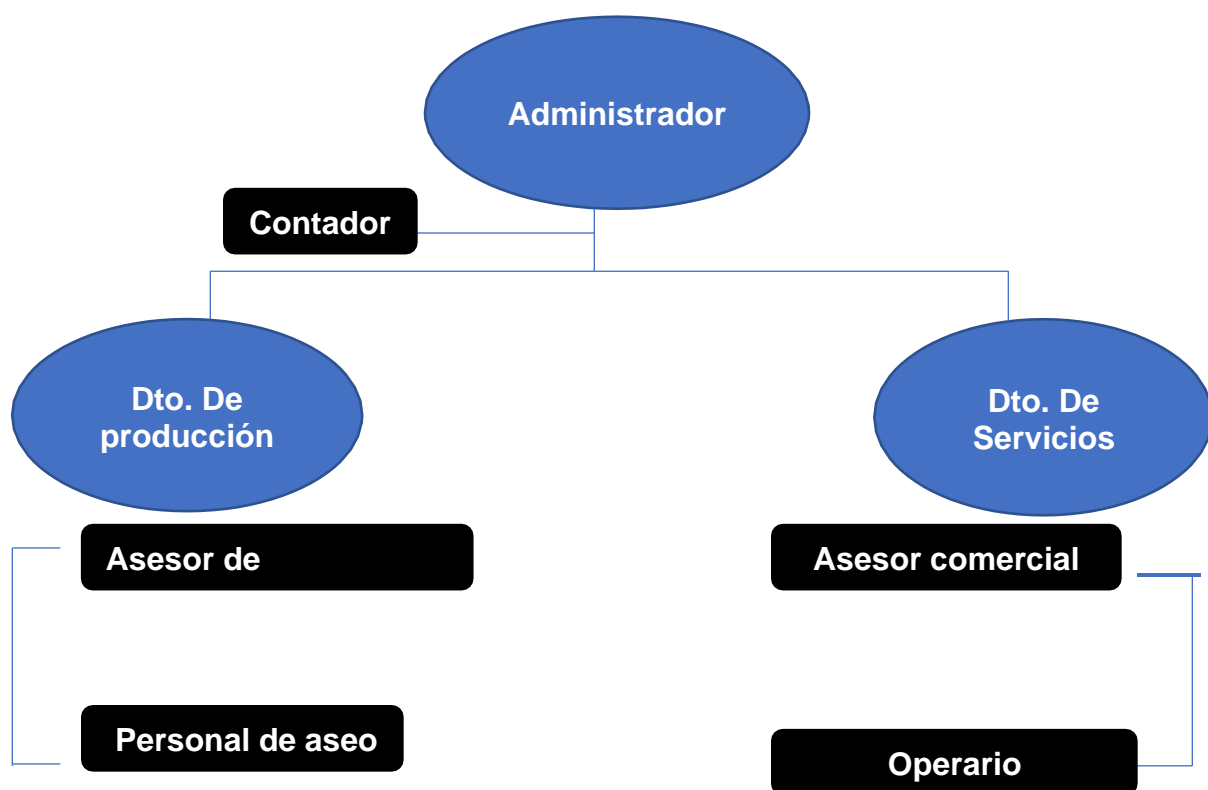 Administrador
Contador
Dto. De
producción
Dto. De
Servicios
Asesor de
Asesor comercial
Personal de aseo
Operario